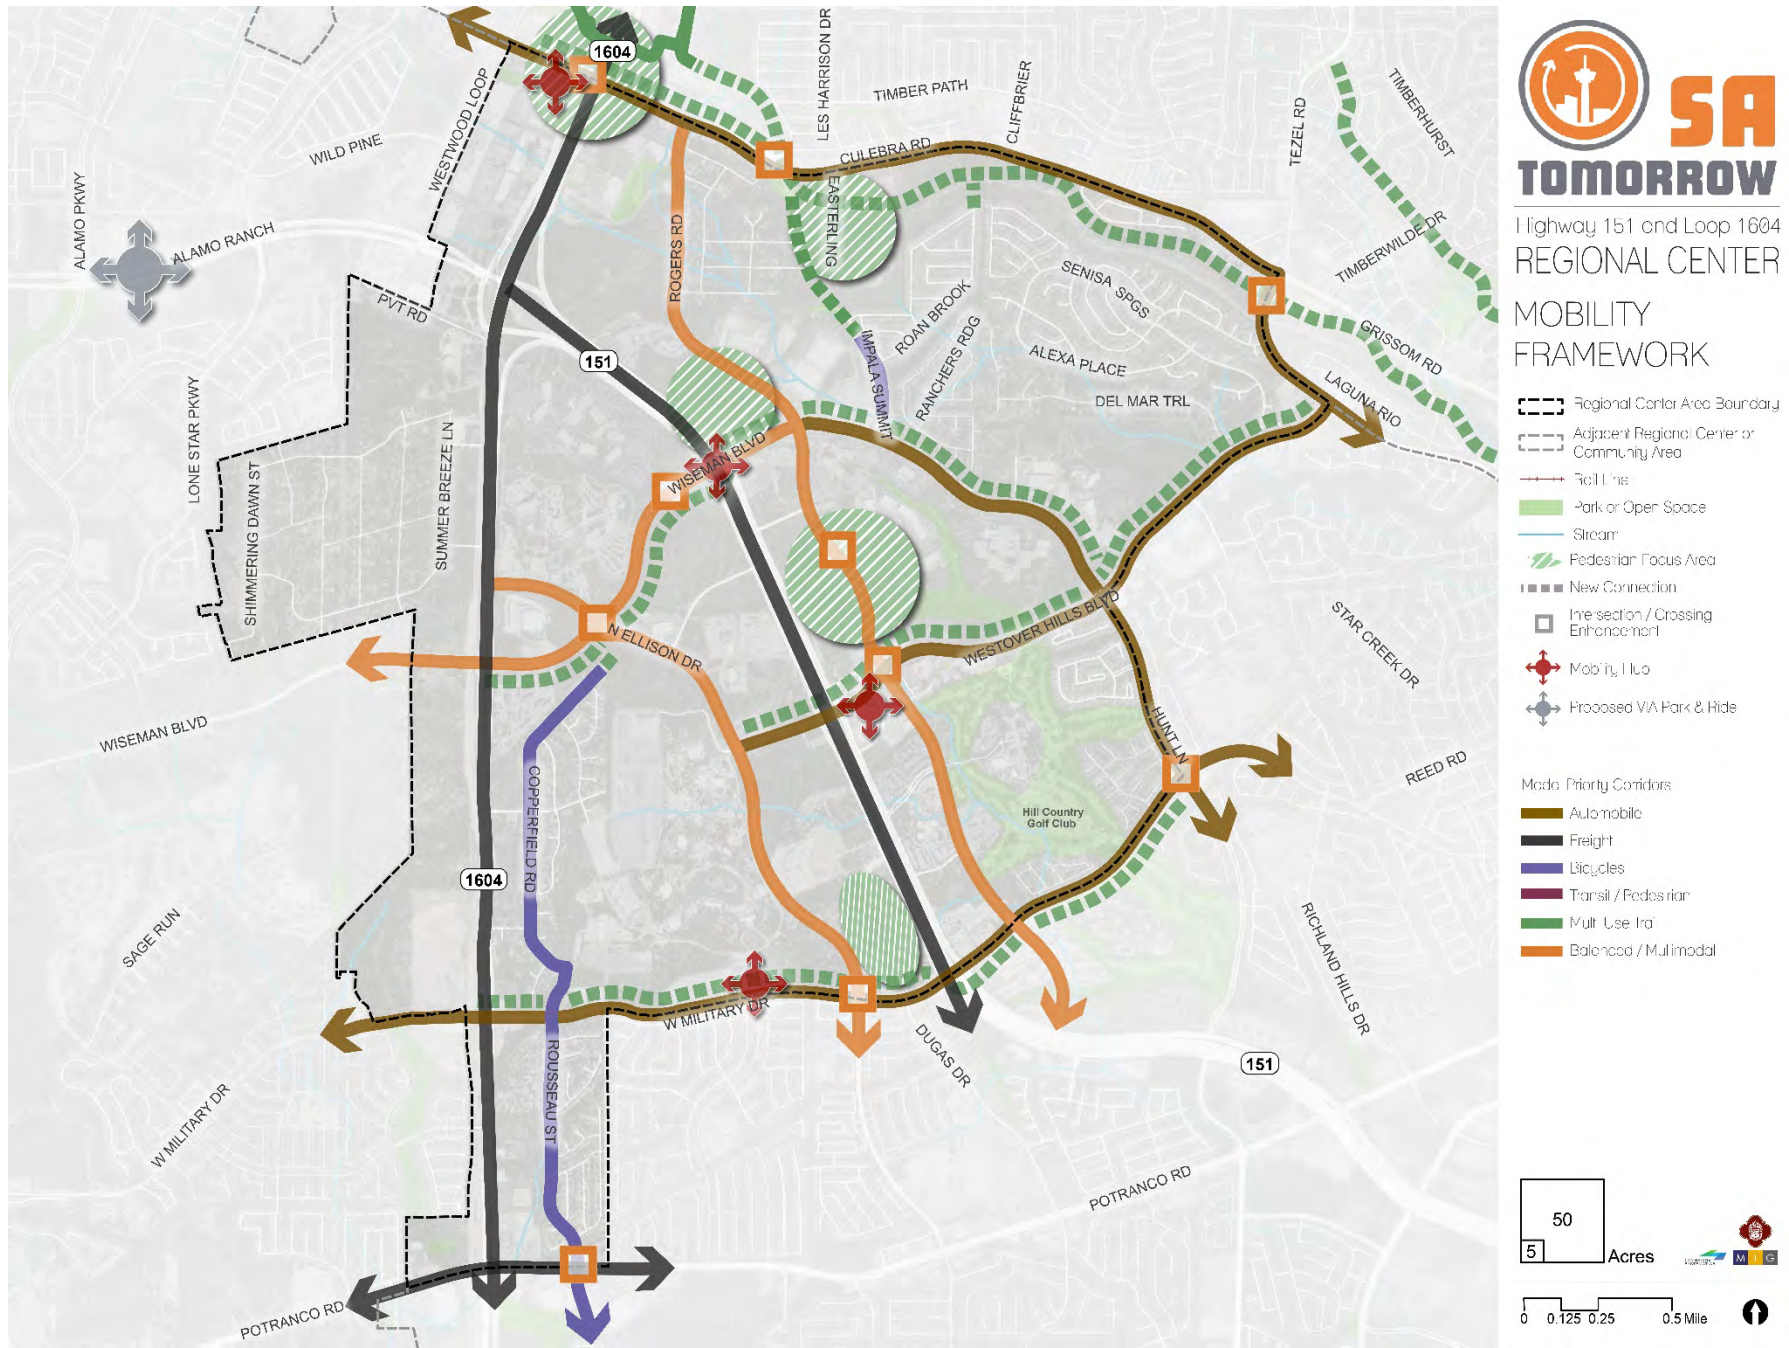 SA
TOMORROW
Highway 151 and Loop 1604
REGIONAL CENTER
MOBILITY
FRAMEWORK
Regional Center Area Boundary
Adjacent Regional Center or
Community Area
Rail Line
Park or Open Space
Stream
Pedestrian Focus Area
New Connection
Intersection / Crossing
Enhancement
Mobility Hub
Proposed VIA Park & Ride
Modal Priority Corridors
Automobile
Freight
Bicycles
Transit / Pedestrian
Multi Use Trail
Balanced / Multimodal
50
5
Acres
M I G
0 0.125 0.25 0.5 Mile
1604
WESTWOOD LOOP
WILD PINE
ALAMO PKWY
ALAMO RANCH
PVT RD
LES HARRISON DR
TIMBER PATH
CLIFFBRIER
CULEBRA RD
TEZEL RD
TIMBERHURST
TIMBERWILDE DR
EASTERLING
ROGERS RD
SENISA SPGS
ROAN BROOK
RANCHERS RDG
IMPALA SUMMIT
ALEXA PLACE
DEL MAR TRL
GRISSOM RD
LAGUNA RIO
151
LONE STAR PKWY
SHIMMERING DAWN ST
SUMMER BREEZE LN
WISEMAN BLVD
N ELLISON DR
WESTOVER HILLS BLVD
STAR CREEK DR
HUNT LN
REED RD
WISEMAN BLVD
COPPERFIELD RD
Hill Country
Golf Club
1604
SAGE RUN
RICHLAND HILLS DR
W MILITARY DR
DUGAS DR
ROUSSEAU ST
151
W MILITARY DR
POTRANCO RD
POTRANCO RD